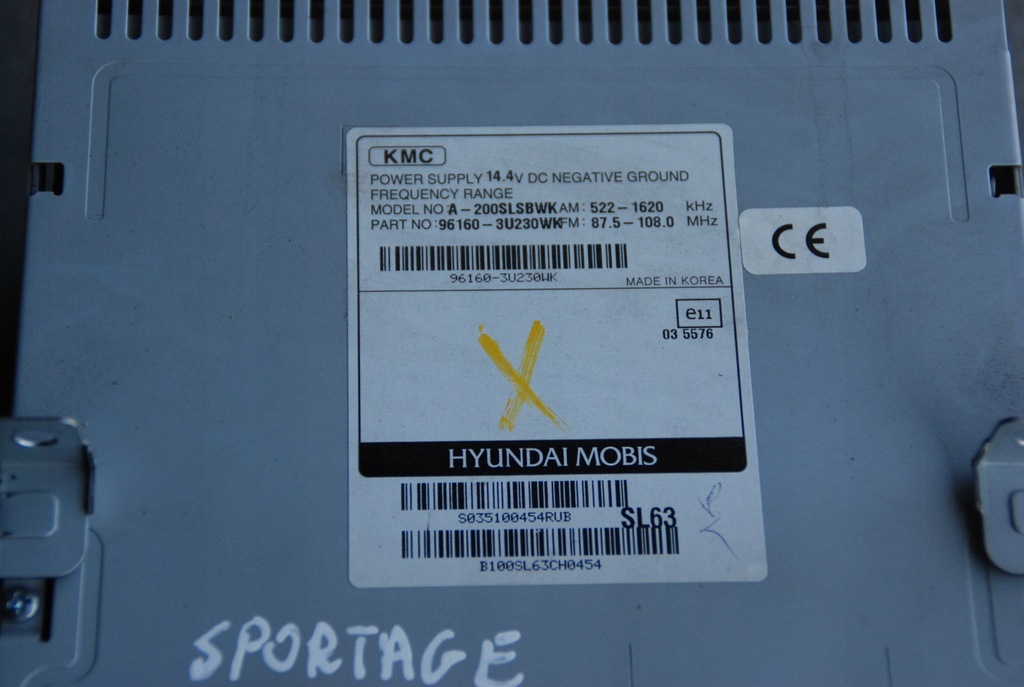 KMC
POWER SUPPLY 14.4V DC NEGATIVE GROUND
FREQUENCY RANGE
MODEL NO: A-200SLSBWK AM: 522-1620 kHz
PART NO: 96160-3U230WK FM: 87.5-108.0 MHz
96160-3U230WK
MADE IN KOREA
CE
e11
03 5576
X
HYUNDAI MOBIS
S035100454RUB
SL63
B100SL63CH0454
SPORTAGE